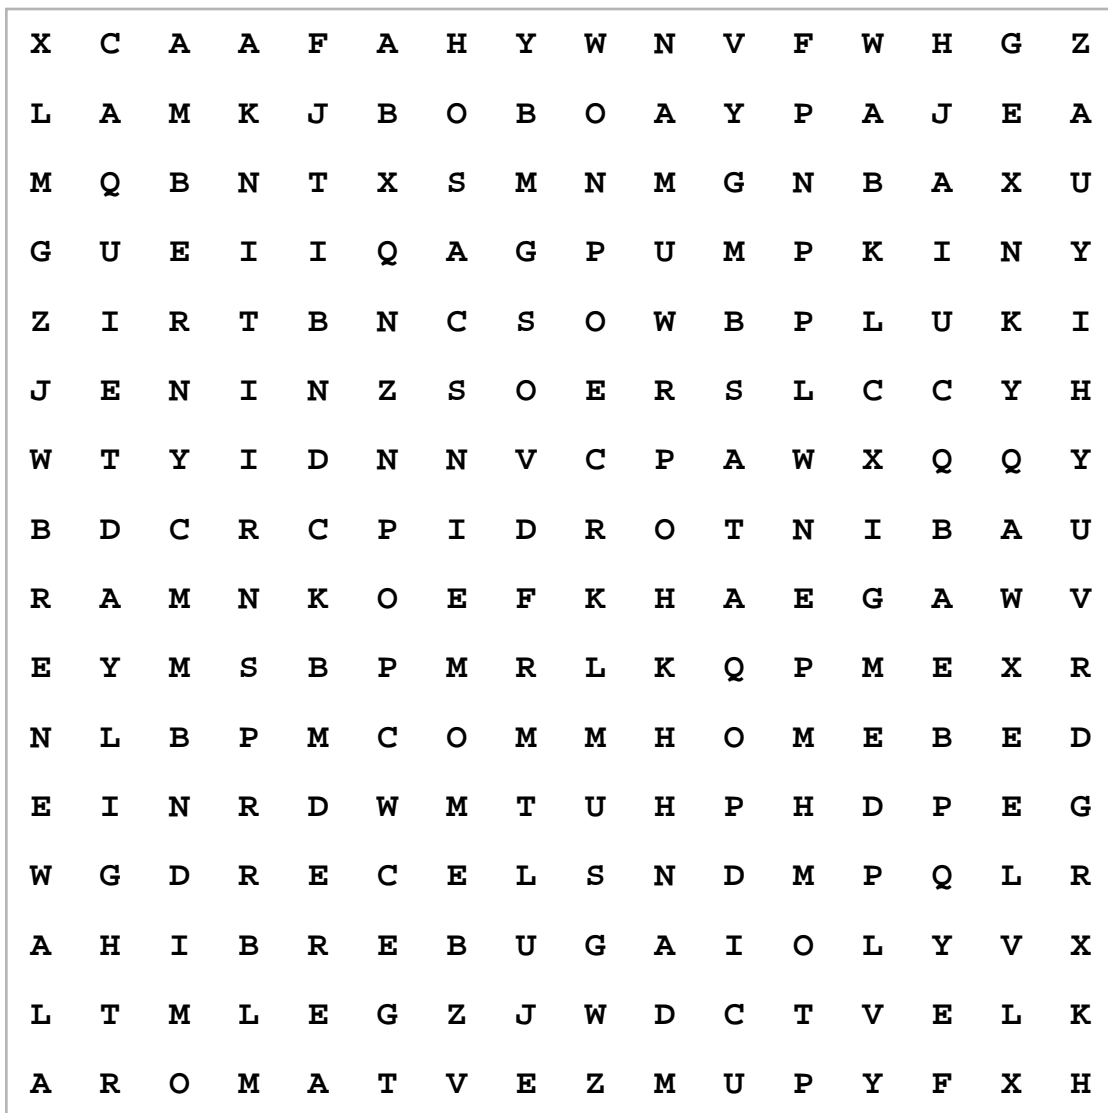 X C A A F A H Y W N V F W H G Z
L A M K J B O B O A Y P A J E A
M Q B N T X S M N M G N B A X U
G U E I I Q A G P U M P K I N Y
Z I R T B N C S O W B P L U K I
J E N I N Z S O E R S L C C Y H
W T Y I D N N V C P A W X Q Q Y
B D C R C P I D R O T N I B A U
R A M N K O E F K H A E G A W V
E Y M S B P M R L K Q P M E X R
N L B P M C O M M H O M E B E D
E I N R D W M T U H P H D P E G
W G D R E C E L S N D M P Q L R
A H I B R E B U G A I O L Y V X
L T M L E G Z J W D C T V E L K
A R O M A T V E Z M U P Y F X H